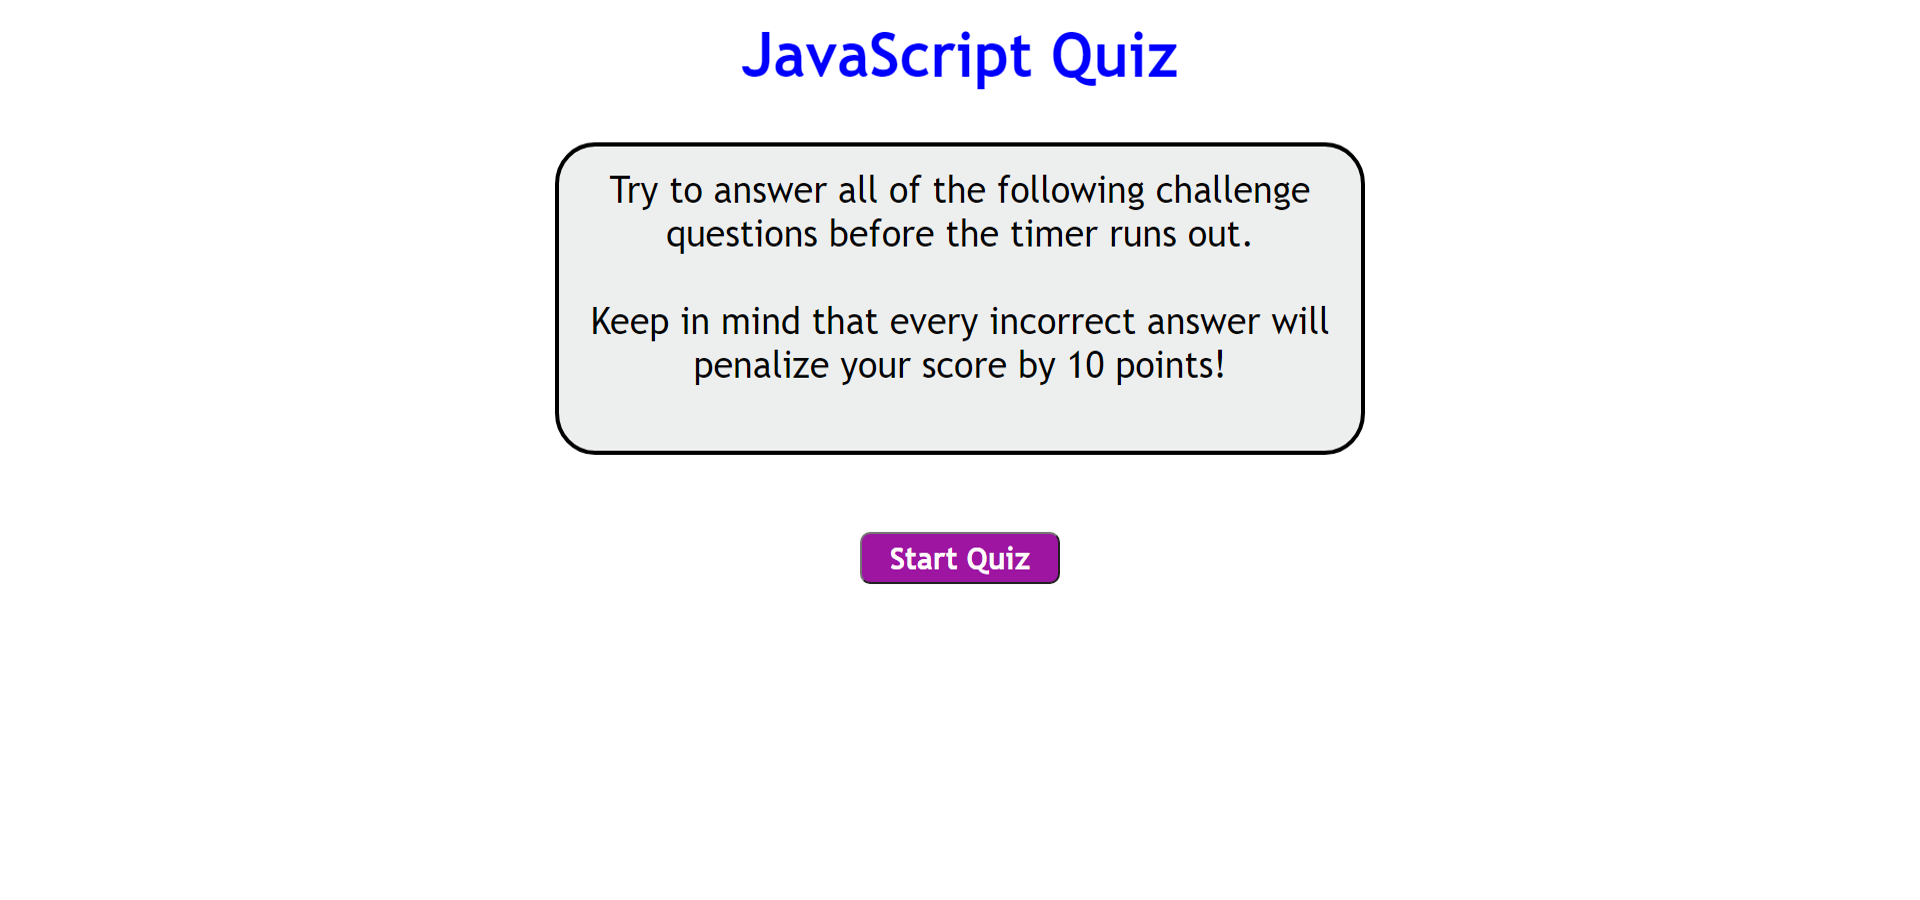 JavaScript Quiz
Try to answer all of the following challenge
questions before the timer runs out.
Keep in mind that every incorrect answer will
penalize your score by 10 points!
Start Quiz